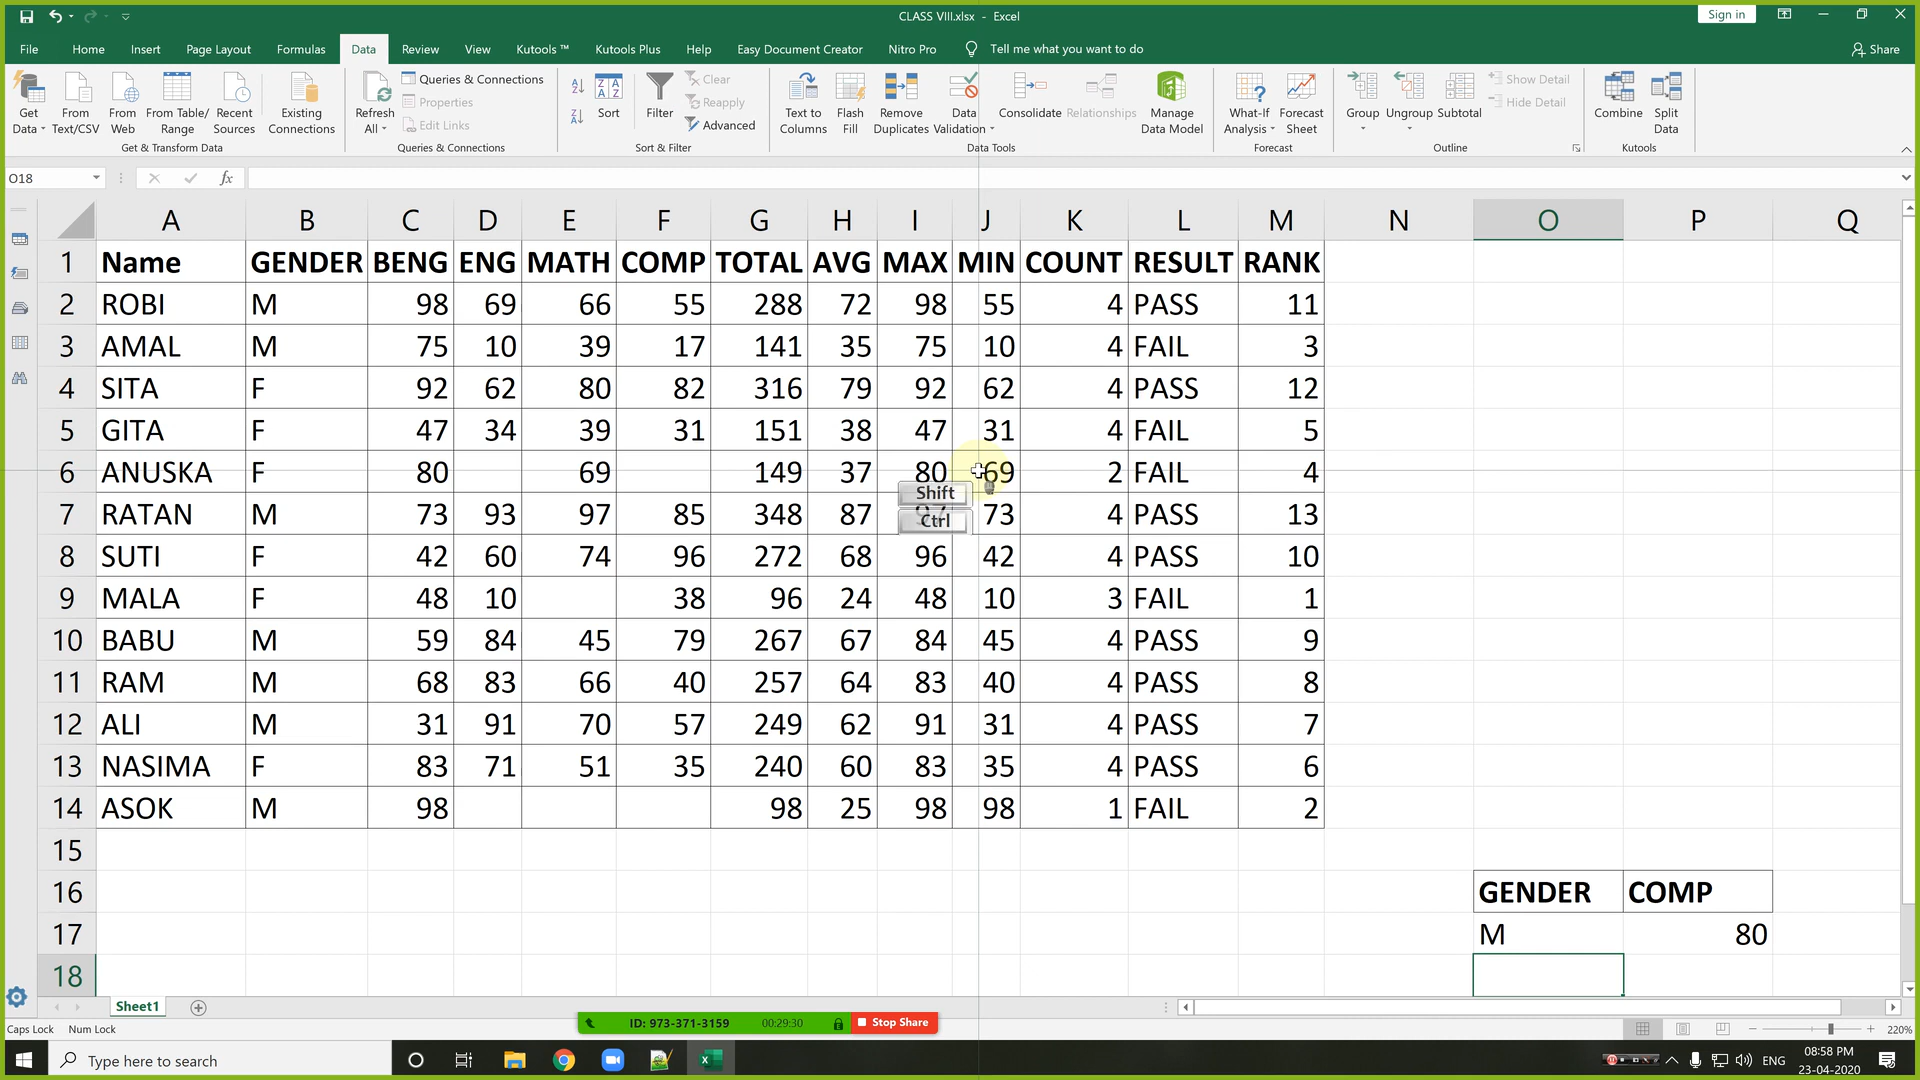 CLASS VIII.xlsx - Excel
Sign in
File Home Insert Page Layout Formulas Data Review View Kutools ™ Kutools Plus Help Easy Document Creator Nitro Pro Tell me what you want to do Share
Get Data From Text/CSV From Web From Table/ Range Recent Sources Existing Connections Refresh All Queries & Connections Properties Edit Links Sort Filter Clear Reapply Advanced Text to Columns Flash Fill Remove Duplicates Data Validation Consolidate Relationships Manage Data Model What-If Analysis Forecast Sheet Group Ungroup Subtotal Show Detail Hide Detail Combine Split Data
Get & Transform Data Queries & Connections Sort & Filter Data Tools Forecast Outline Kutools
O18 fx
A B C D E F G H I J K L M N O P Q
1 Name GENDER BENG ENG MATH COMP TOTAL AVG MAX MIN COUNT RESULT RANK
2 ROBI M 98 69 66 55 288 72 98 55 4 PASS 11
3 AMAL M 75 10 39 17 141 35 75 10 4 FAIL 3
4 SITA F 92 62 80 82 316 79 92 62 4 PASS 12
5 GITA F 47 34 39 31 151 38 47 31 4 FAIL 5
6 ANUSKA F 80 69 149 37 80 69 2 FAIL 4
Shift
7 RATAN M 73 93 97 85 348 87 73 4 PASS 13
Ctrl
8 SUTI F 42 60 74 96 272 68 96 42 4 PASS 10
9 MALA F 48 10 38 96 24 48 10 3 FAIL 1
10 BABU M 59 84 45 79 267 67 84 45 4 PASS 9
11 RAM M 68 83 66 40 257 64 83 40 4 PASS 8
12 ALI M 31 91 70 57 249 62 91 31 4 PASS 7
13 NASIMA F 83 71 51 35 240 60 83 35 4 PASS 6
14 ASOK M 98 98 25 98 98 1 FAIL 2
15
16 GENDER COMP
17 M 80
18
Sheet1
Caps Lock Num Lock
ID: 973-371-3159 00:29:30 Stop Share
220%
Type here to search
ENG
08:58 PM
23-04-2020